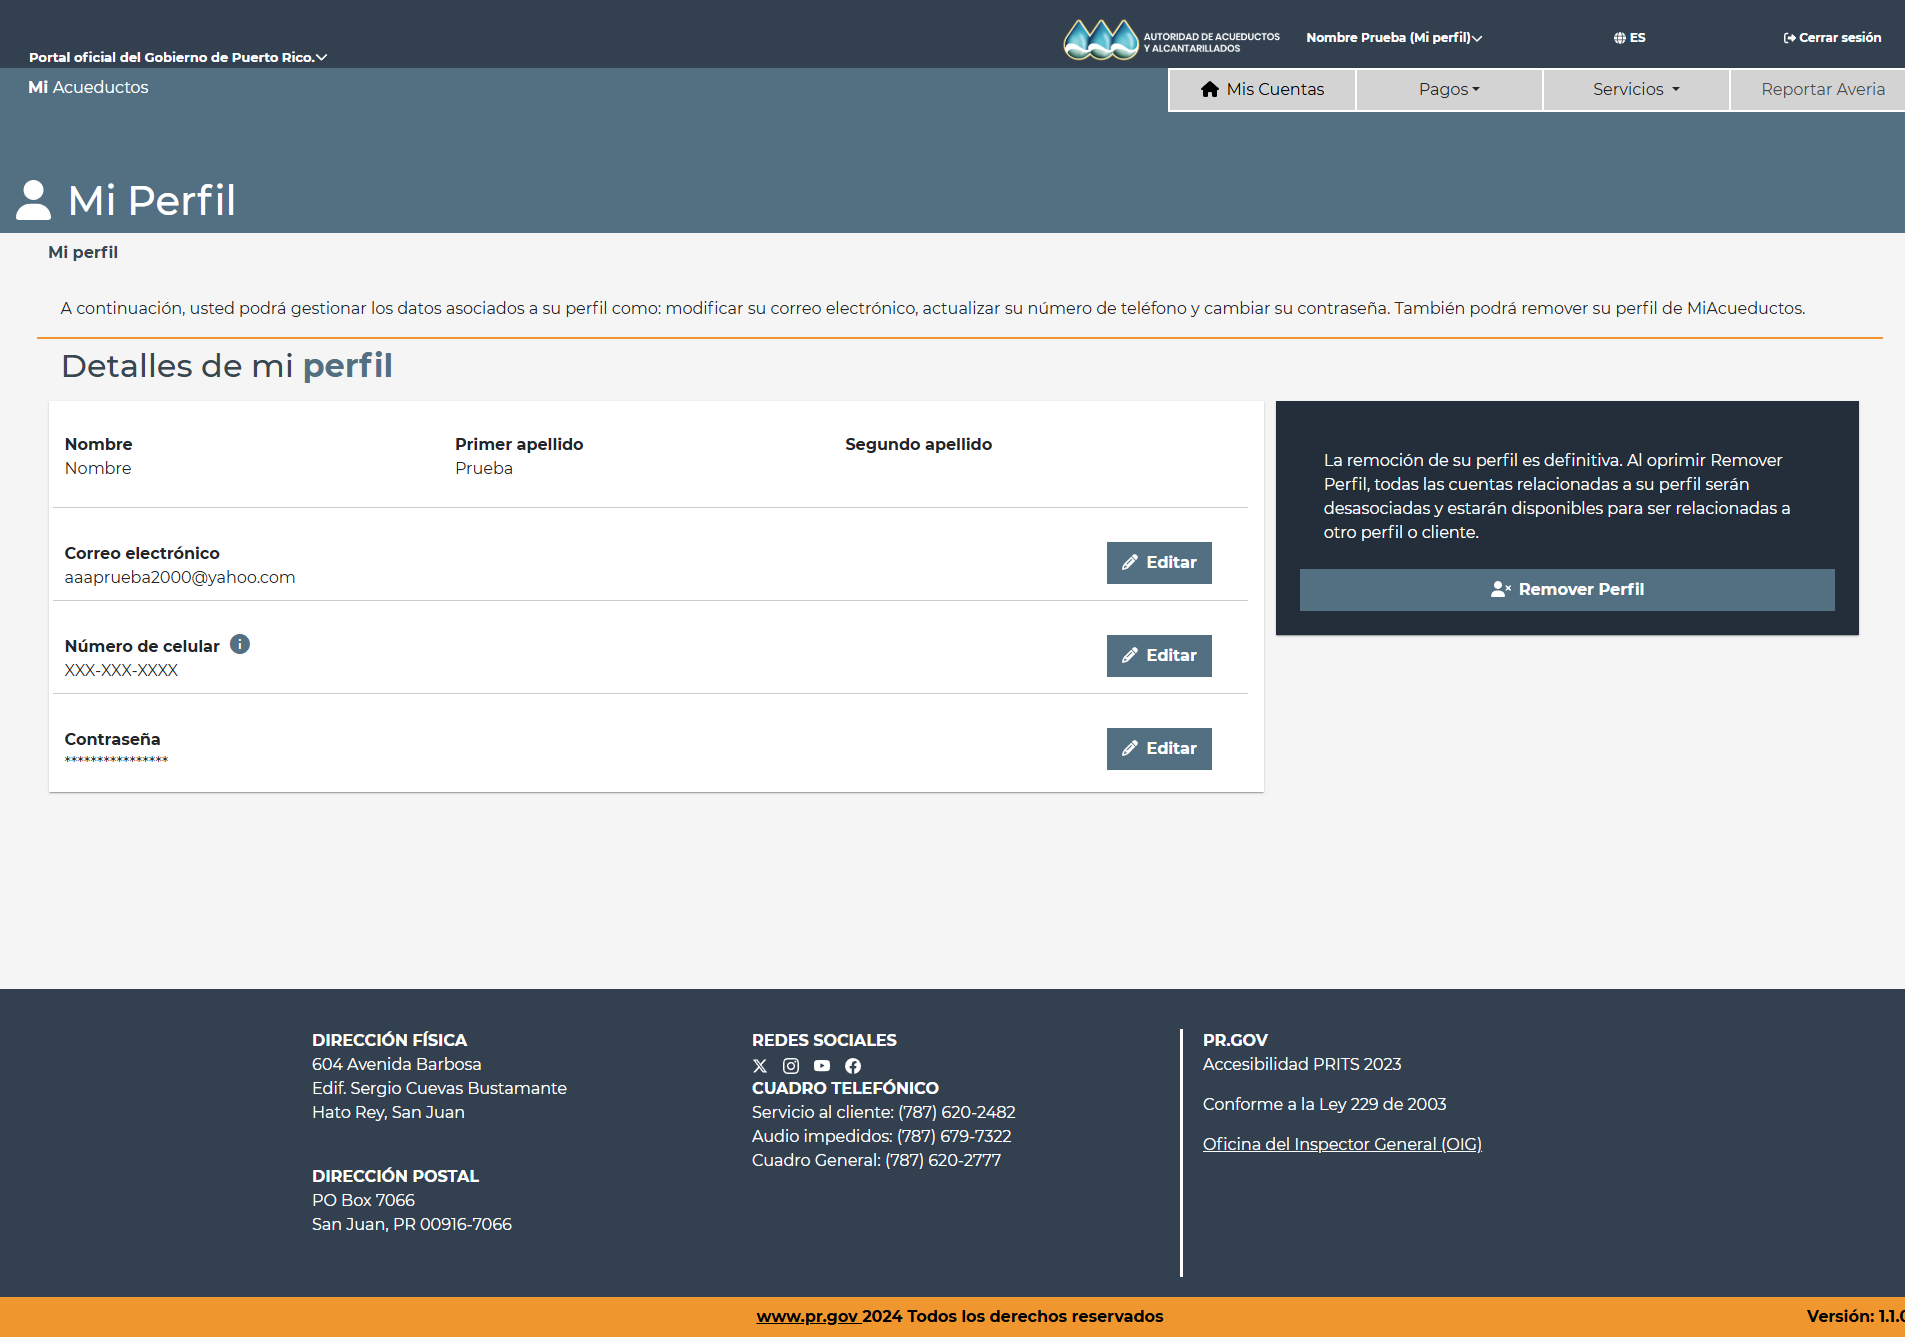 Portal oficial del Gobierno de Puerto Rico.
AUTORIDAD DE ACUEDUCTOS
Y ALCANTARILLADOS
Nombre Prueba (Mi perfil)
ES
Cerrar sesión
Mi Acueductos
Mis Cuentas
Pagos
Servicios
Reportar Averia
Mi Perfil
Mi perfil
A continuación, usted podrá gestionar los datos asociados a su perfil como: modificar su correo electrónico, actualizar su número de teléfono y cambiar su contraseña. También podrá remover su perfil de MiAcueductos.
Detalles de mi perfil
Nombre
Nombre
Primer apellido
Prueba
Segundo apellido
Correo electrónico
aaaprueba2000@yahoo.com
Editar
Número de celular
XXX-XXX-XXXX
Editar
Contraseña
****************
Editar
La remoción de su perfil es definitiva. Al oprimir Remover
Perfil, todas las cuentas relacionadas a su perfil serán
desasociadas y estarán disponibles para ser relacionadas a
otro perfil o cliente.
Remover Perfil
DIRECCIÓN FÍSICA
604 Avenida Barbosa
Edif. Sergio Cuevas Bustamante
Hato Rey, San Juan
DIRECCIÓN POSTAL
PO Box 7066
San Juan, PR 00916-7066
REDES SOCIALES
CUADRO TELEFÓNICO
Servicio al cliente: (787) 620-2482
Audio impedidos: (787) 679-7322
Cuadro General: (787) 620-2777
PR.GOV
Accesibilidad PRITS 2023
Conforme a la Ley 229 de 2003
Oficina del Inspector General (OIG)
www.pr.gov 2024 Todos los derechos reservados
Versión: 1.1.0